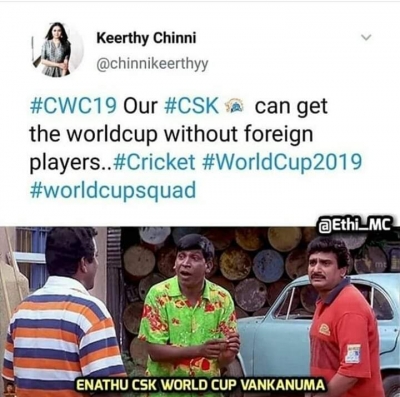 Keerthy Chinni
@chinnikeerthyy
#CWC19 Our #CSK can get
the worldcup without foreign
players..#Cricket #WorldCup2019
#worldcupsquad
@Ethi_MC
ENATHU CSK WORLD CUP VANKANUMA